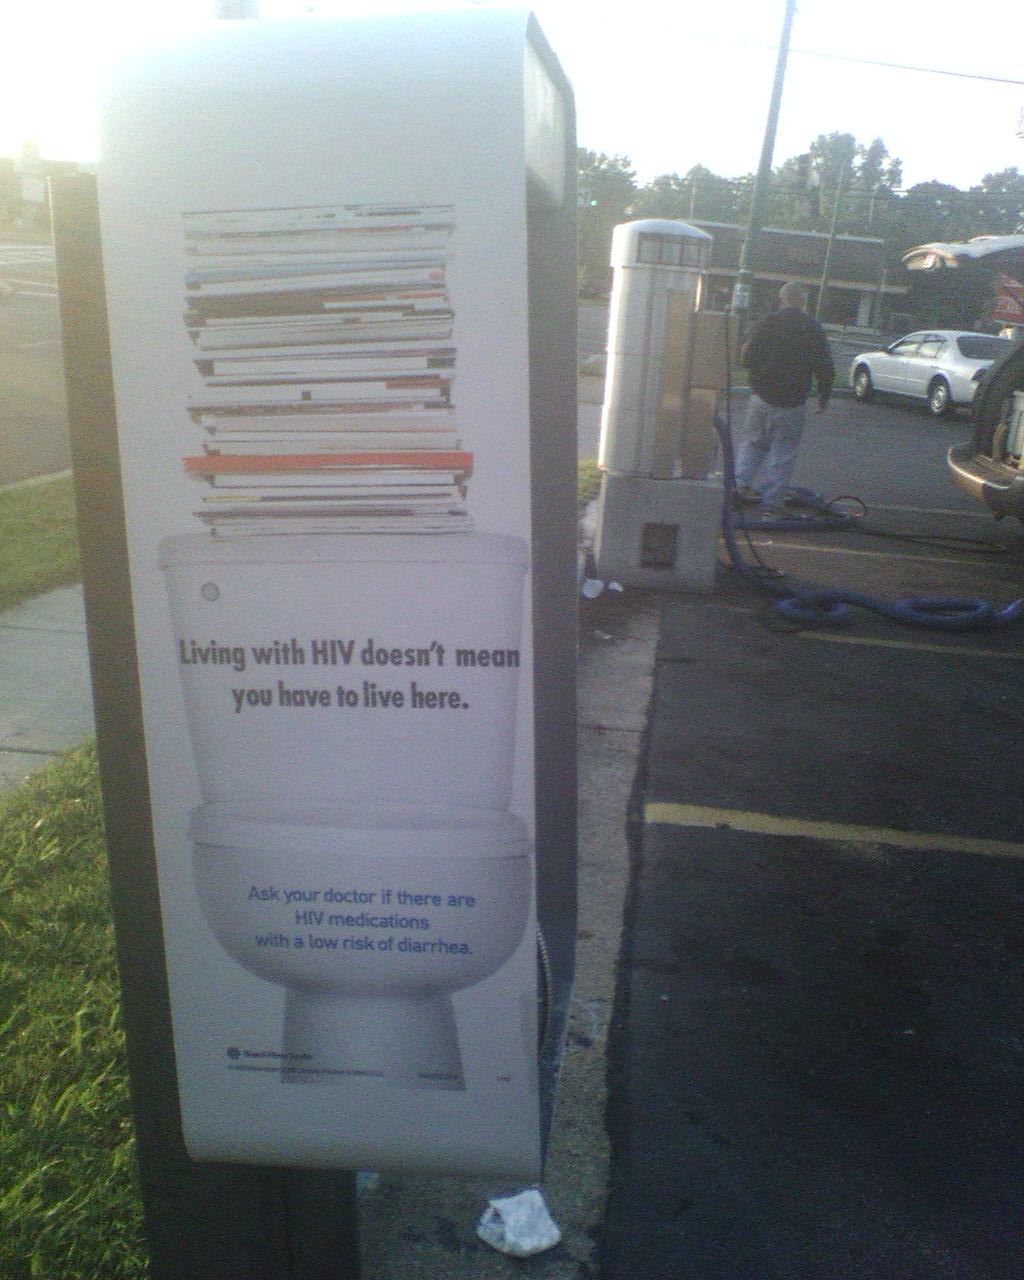 Living with HIV doesn't mean
you have to live here.
Ask your doctor if there are
HIV medications
with a low risk of diarrhea.